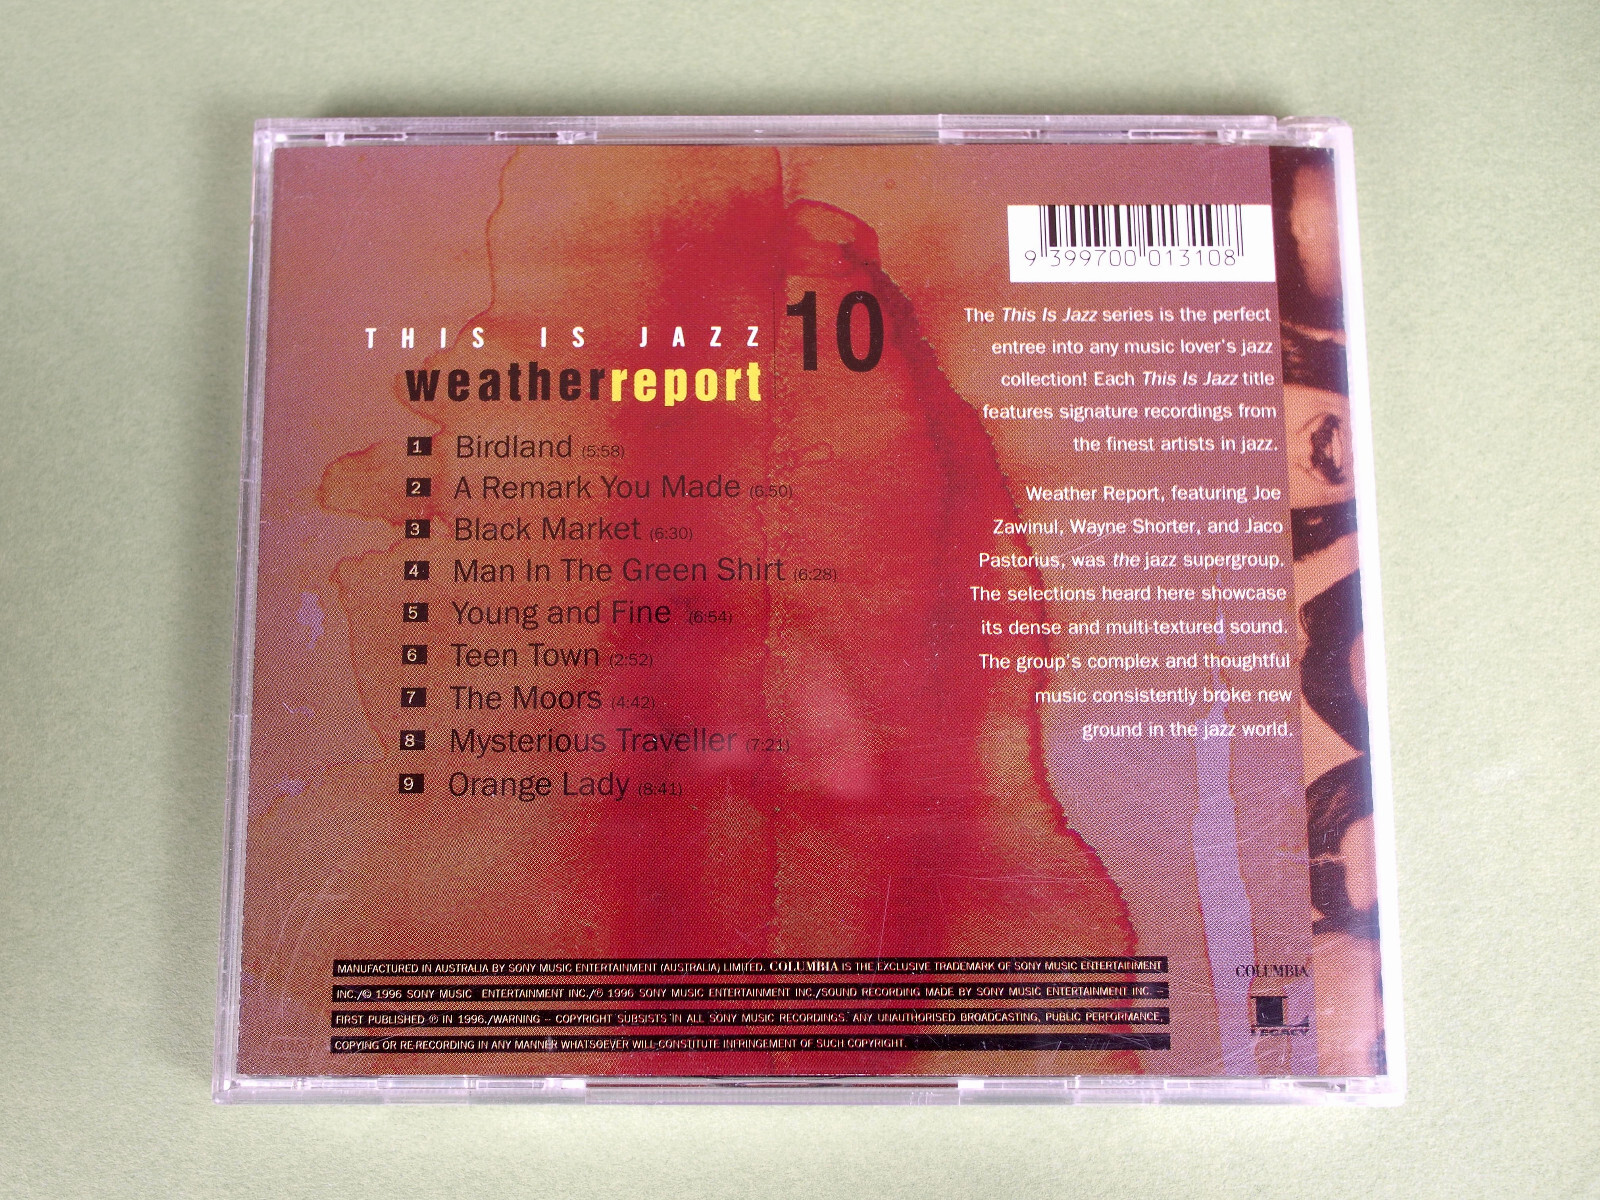 9 399700 013108
THIS IS JAZZ 10
weatherreport
1 Birdland (5:58)
2 A Remark You Made (6:50)
3 Black Market (6:30)
4 Man In The Green Shirt (6:28)
5 Young and Fine (6:54)
6 Teen Town (2:52)
7 The Moors (4:42)
8 Mysterious Traveller (7:21)
9 Orange Lady (8:41)
The This Is Jazz series is the perfect
entree into any music lover's jazz
collection! Each This Is Jazz title
features signature recordings from
the finest artists in jazz.
Weather Report, featuring Joe
Zawinul, Wayne Shorter, and Jaco
Pastorius, was the jazz supergroup.
The selections heard here showcase
its dense and multi-textured sound.
The group's complex and thoughtful
music consistently broke new
ground in the jazz world.
MANUFACTURED IN AUSTRALIA BY SONY MUSIC ENTERTAINMENT (AUSTRALIA) LIMITED. COLUMBIA IS THE EXCLUSIVE TRADEMARK OF SONY MUSIC ENTERTAINMENT
INC./© 1996 SONY MUSIC ENTERTAINMENT INC./℗ 1996 SONY MUSIC ENTERTAINMENT INC./SOUND RECORDING MADE BY SONY MUSIC ENTERTAINMENT INC. –
FIRST PUBLISHED ℗ IN 1996./WARNING – COPYRIGHT SUBSISTS IN ALL SONY MUSIC RECORDINGS. ANY UNAUTHORISED BROADCASTING, PUBLIC PERFORMANCE,
COPYING OR RE-RECORDING IN ANY MANNER WHATSOEVER WILL CONSTITUTE INFRINGEMENT OF SUCH COPYRIGHT.
COLUMBIA
L
LEGACY